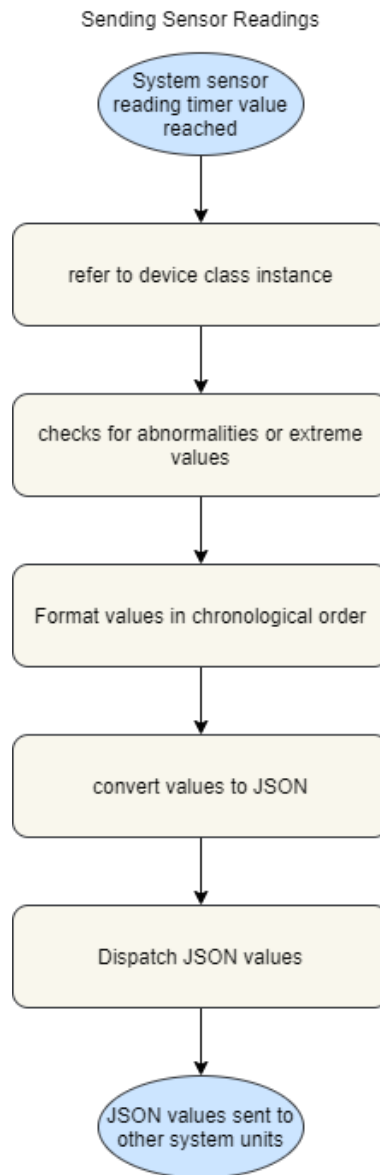 Sending Sensor Readings
System sensor
reading timer value
reached
refer to device class instance
checks for abnormalities or extreme
values
Format values in chronological order
convert values to JSON
Dispatch JSON values
JSON values sent to
other system units